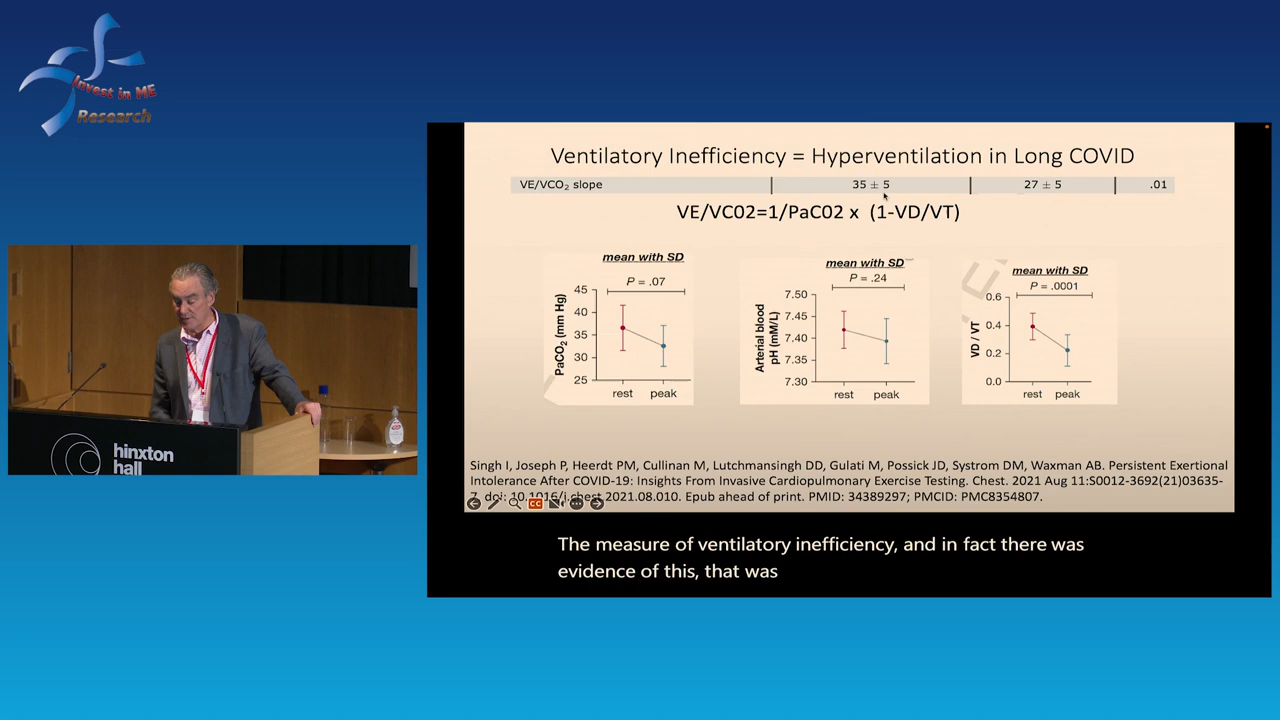 Invest in ME
Research
hinxton
hall
Ventilatory Inefficiency = Hyperventilation in Long COVID
VE/VCO₂ slope 35 ± 5 27 ± 5 .01
VE/VC02=1/PaC02 x (1-VD/VT)
mean with SD
P = .07
PaCO₂ (mm Hg)
45
40
35
30
25
rest peak
mean with SD
P = .24
Arterial blood
pH (mM/L)
7.50
7.45
7.40
7.35
7.30
rest peak
mean with SD
P = .0001
VD / VT
0.6
0.4
0.2
0.0
rest peak
Singh I, Joseph P, Heerdt PM, Cullinan M, Lutchmansingh DD, Gulati M, Possick JD, Systrom DM, Waxman AB. Persistent Exertional
Intolerance After COVID-19: Insights From Invasive Cardiopulmonary Exercise Testing. Chest. 2021 Aug 11:S0012-3692(21)03635-
7. doi: 10.1016/j.chest.2021.08.010. Epub ahead of print. PMID: 34389297; PMCID: PMC8354807.
CC
The measure of ventilatory inefficiency, and in fact there was
evidence of this, that was